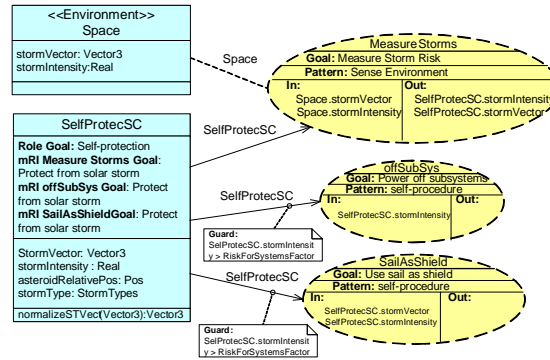 <<Environment>>
Space
stormVector: Vector3
stormIntensity:Real
Space
MeasureStorms
Goal: Measure Storm Risk
Pattern: Sense Environment
In:
Space.stormVector
Space.stormIntensity
Out:
SelfProtecSC.stormIntensity
SelfProtecSC.stormVector
SelfProtecSC
Role Goal: Self-protection
mRI Measure Storms Goal:
Protect from solar storm
mRI offSubSys Goal: Protect
from solar storm
mRI SailAsShieldGoal: Protect
from solar storm
StormVector: Vector3
stormIntensity : Real
asteroidRelativePos: Pos
stormType: StormTypes
normalizeSTVect(Vector3):Vector3
SelfProtecSC
SelfProtecSC
offSubSys
Goal: Power off subsystems
Pattern: self-procedure
In:
SelfProtecSC.stormIntensity
Out:
Guard:
SelProtecSC.stormIntensit
y > RiskForSystemsFactor
SelfProtecSC
SailAsShield
Goal: Use sail as shield
Pattern: self-procedure
In:
SelfProtecSC.stormVector
SelfProtecSC.stormIntensity
Out:
Guard:
SelfProtecSC.stormIntensit
y > RiskForSystemsFactor